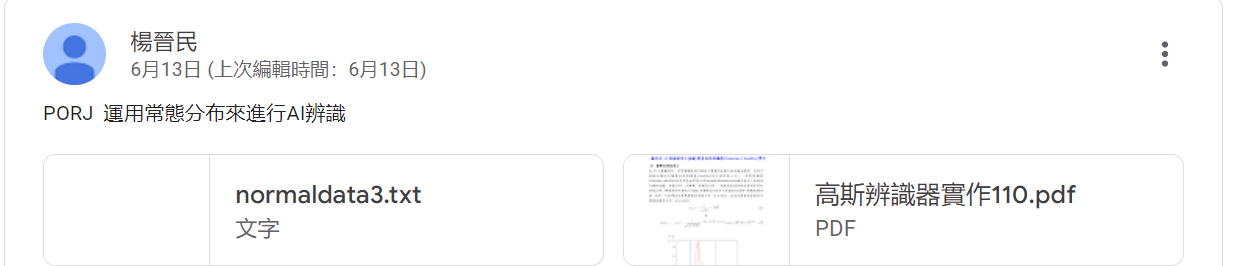 楊晉民
6月13日 (上次編輯時間：6月13日)
PORJ 運用常態分布來進行AI辨識
normaldata3.txt
文字
高斯辨識器實作110.pdf
PDF